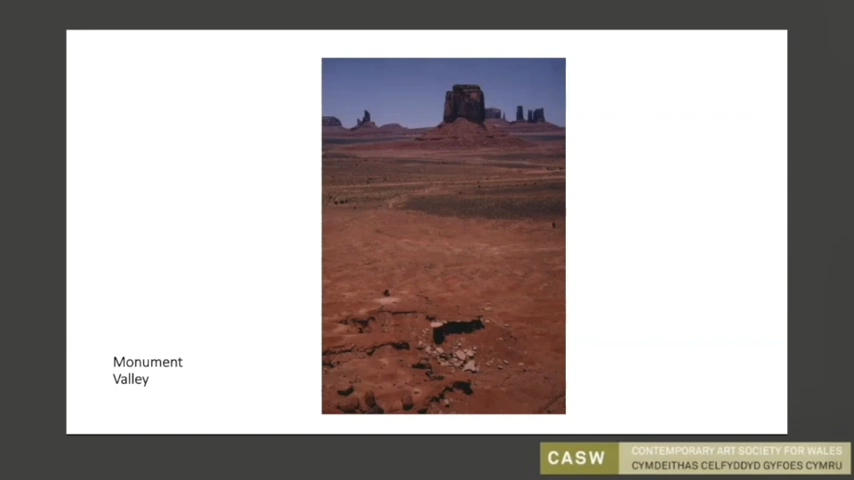 Monument
Valley
CASW
CONTEMPORARY ART SOCIETY FOR WALES
CYMDEITHAS CELFYDDYD GYFOES CYMRU